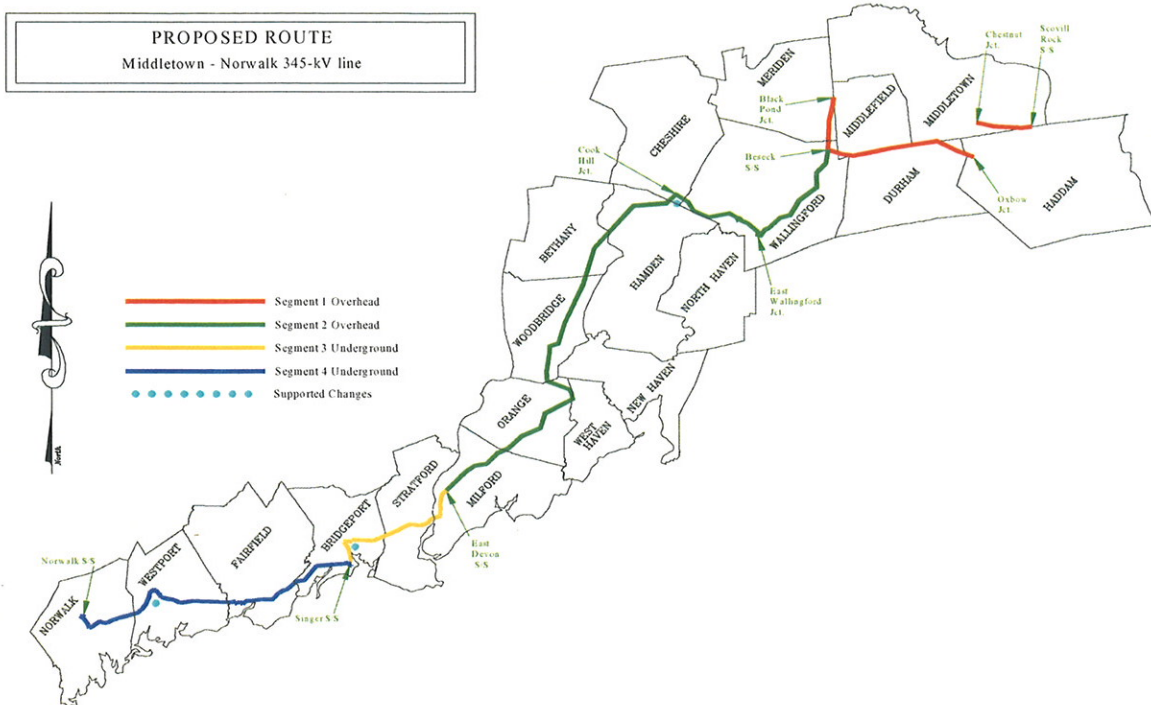 PROPOSED ROUTE
Middletown - Norwalk 345-kV line
Chestnut
Jct.
Scovill
Rock
S/S
MERIDEN
Black
Pond
Jct.
MIDDLEFIELD
MIDDLETOWN
CHESHIRE
Cook
Hill
Jct.
Beseck
S/S
DURHAM
Oxbow
Jct.
HADDAM
WALLINGFORD
BETHANY
HAMDEN
NORTH HAVEN
East
Wallingford
Jct.
Segment 1 Overhead
Segment 2 Overhead
Segment 3 Underground
Segment 4 Underground
Supported Changes
North
WOODBRIDGE
NEW HAVEN
ORANGE
WEST
HAVEN
STRATFORD
MILFORD
BRIDGEPORT
East
Devon
S/S
FAIRFIELD
Norwalk S/S
WESTPORT
NORWALK
Singer S/S